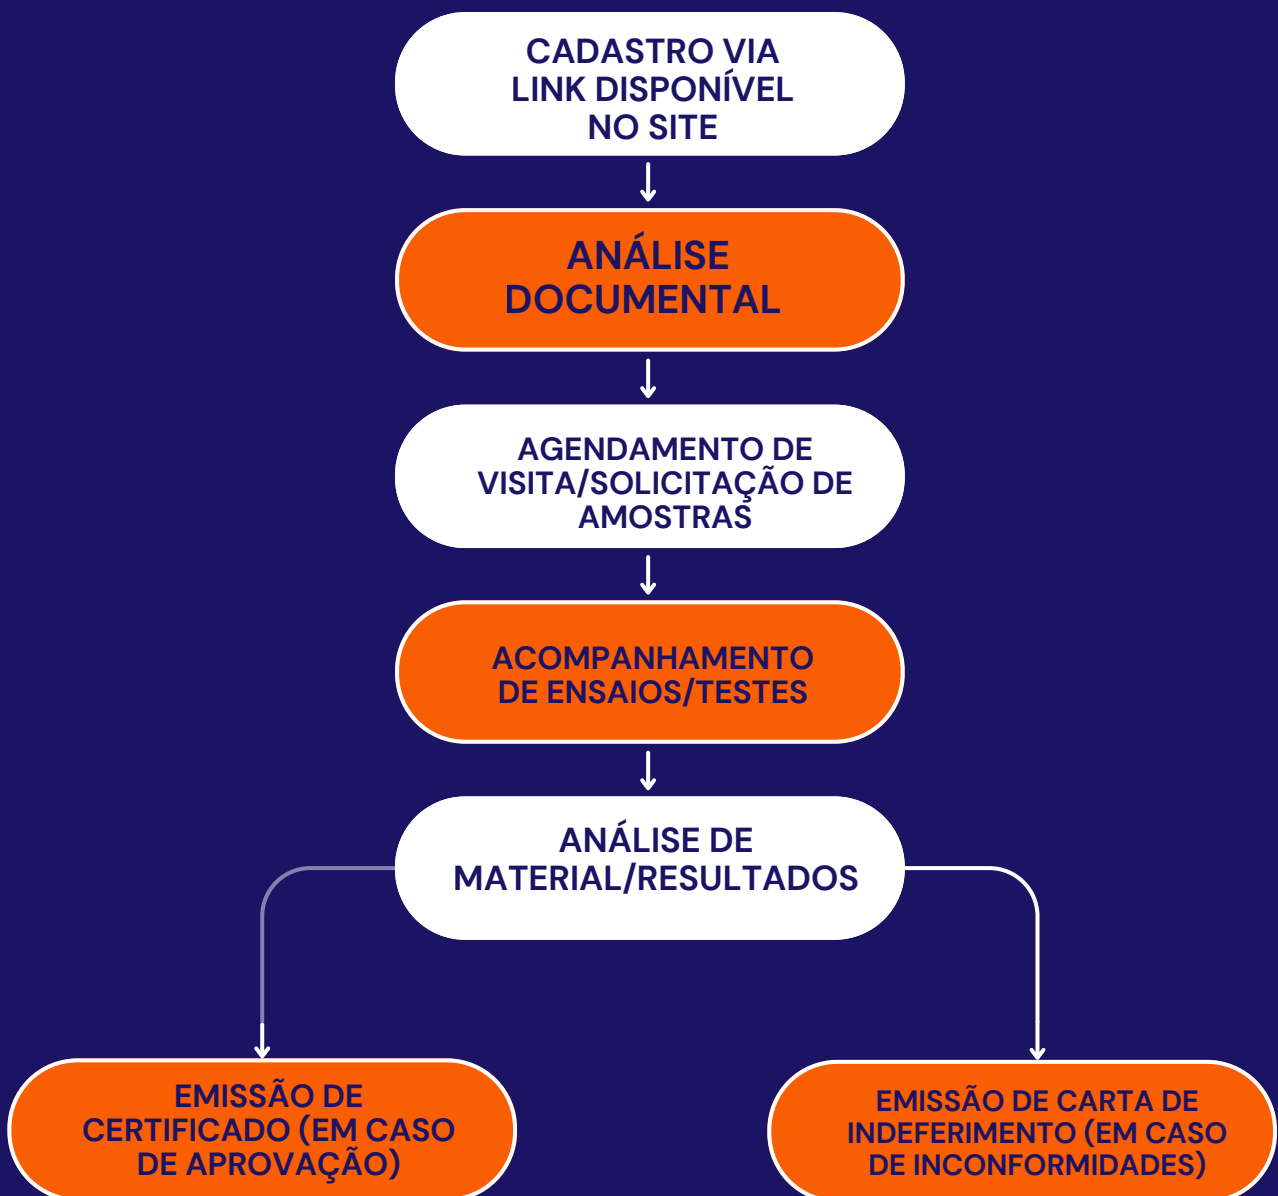 CADASTRO VIA
LINK DISPONÍVEL
NO SITE
ANÁLISE
DOCUMENTAL
AGENDAMENTO DE
VISITA/SOLICITAÇÃO DE
AMOSTRAS
ACOMPANHAMENTO
DE ENSAIOS/TESTES
ANÁLISE DE
MATERIAL/RESULTADOS
EMISSÃO DE
CERTIFICADO (EM CASO
DE APROVAÇÃO)
EMISSÃO DE CARTA DE
INDEFERIMENTO (EM CASO
DE INCONFORMIDADES)